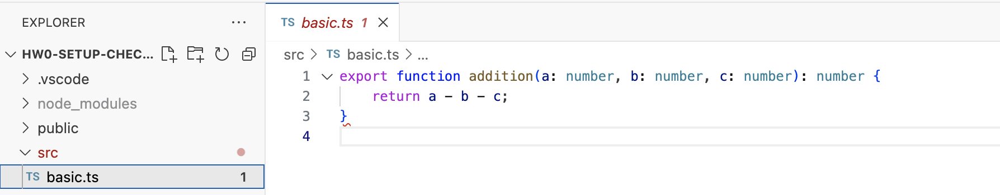 EXPLORER ...
HW0-SETUP-CHEC...
.vscode
node_modules
public
src
TS basic.ts 1
TS basic.ts 1
src > TS basic.ts > ...
1 export function addition(a: number, b: number, c: number): number {
2 return a - b - c;
3 }
4